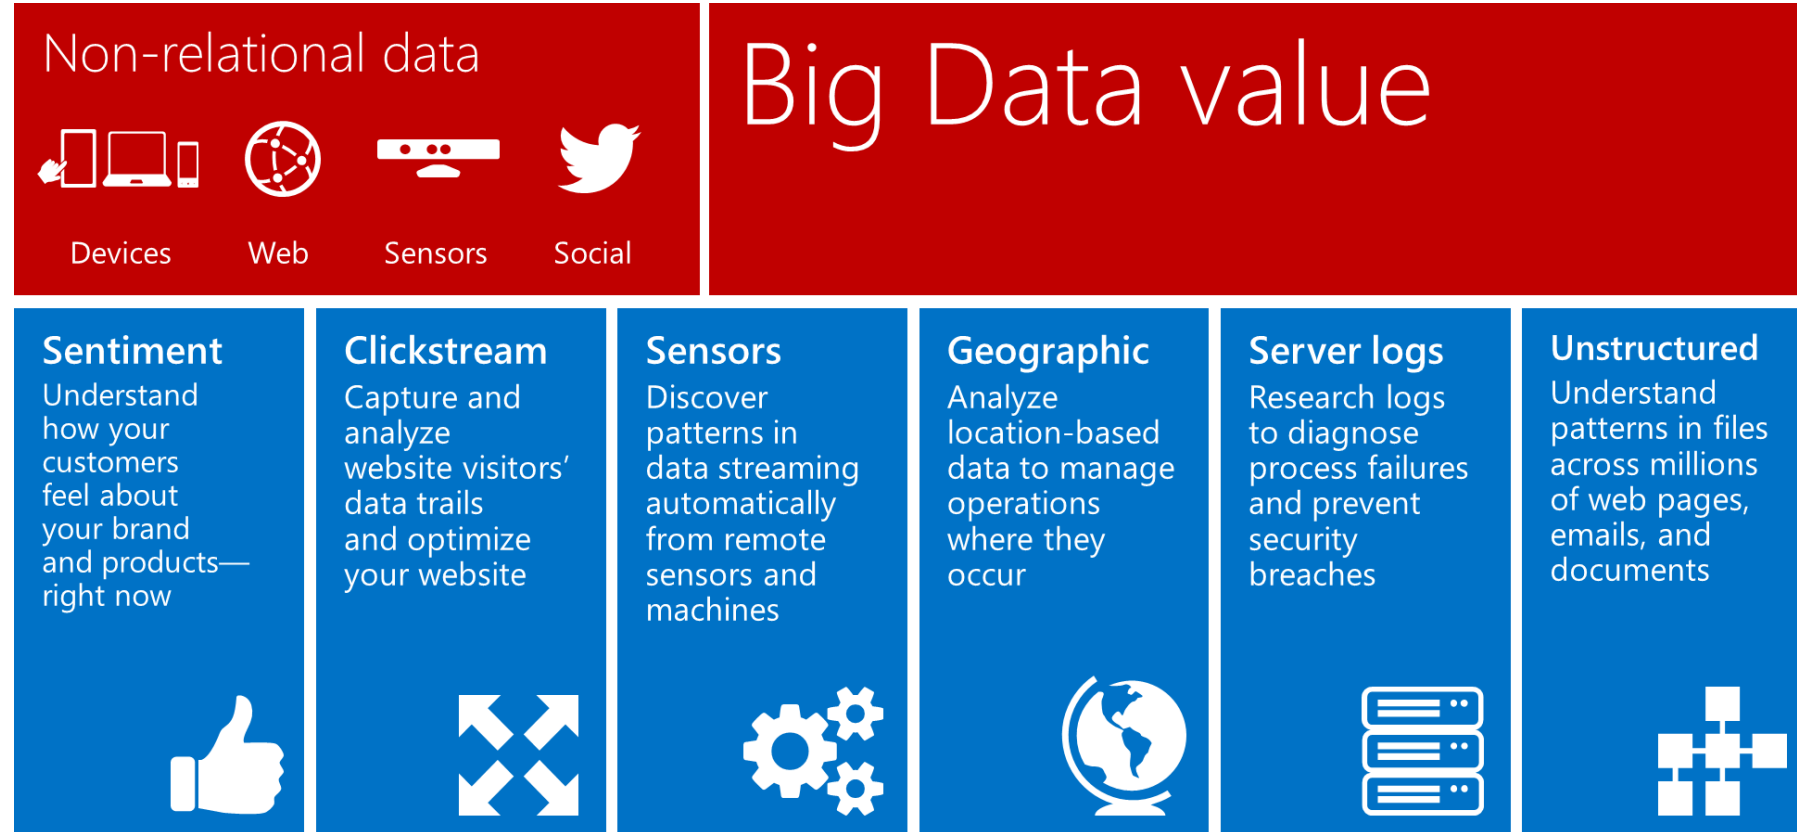 Non-relational data
Devices
Web
Sensors
Social
Big Data value
Sentiment
Understand
how your
customers
feel about
your brand
and products—
right now
Clickstream
Capture and
analyze
website visitors’
data trails
and optimize
your website
Sensors
Discover
patterns in
data streaming
automatically
from remote
sensors and
machines
Geographic
Analyze
location-based
data to manage
operations
where they
occur
Server logs
Research logs
to diagnose
process failures
and prevent
security
breaches
Unstructured
Understand
patterns in files
across millions
of web pages,
emails, and
documents